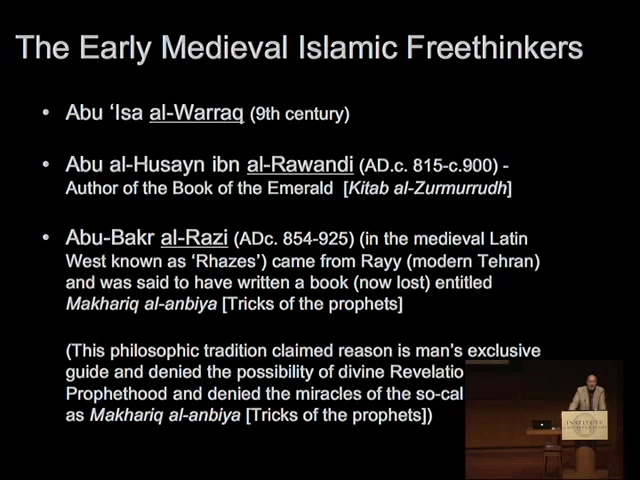 The Early Medieval Islamic Freethinkers
• Abu ‘Isa al-Warraq (9th century)
• Abu al-Husayn ibn al-Rawandi (AD.c. 815-c.900) -
Author of the Book of the Emerald [Kitab al-Zurmurrudh]
• Abu-Bakr al-Razi (ADc. 854-925) (in the medieval Latin
West known as ‘Rhazes’) came from Rayy (modern Tehran)
and was said to have written a book (now lost) entitled
Makhariq al-anbiya [Tricks of the prophets]
(This philosophic tradition claimed reason is man’s exclusive
guide and denied the possibility of divine Revelatio
Prophethood and denied the miracles of the so-cal
as Makhariq al-anbiya [Tricks of the prophets])
INSTITUTE